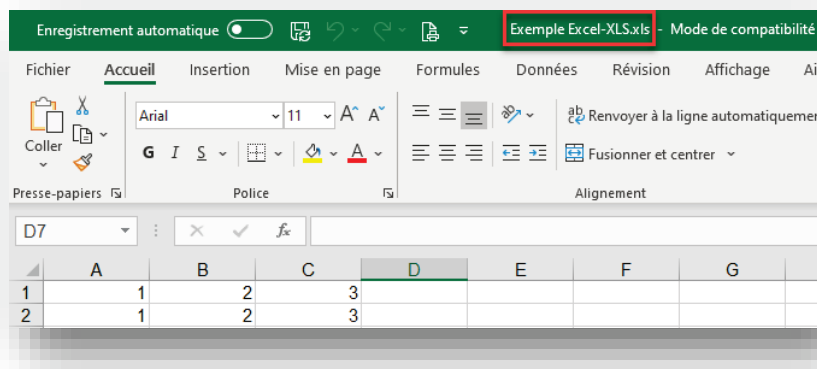 Enregistrement automatique Exemple Excel-XLS.xls - Mode de compatibilité
Fichier Accueil Insertion Mise en page Formules Données Révision Affichage
Arial 11 A A ab Renvoyer à la ligne
Coller G I S A Fusionner et centrer
Presse-papiers Police Alignement
D7 fx
A B C D E F G
1 1 2 3
2 1 2 3